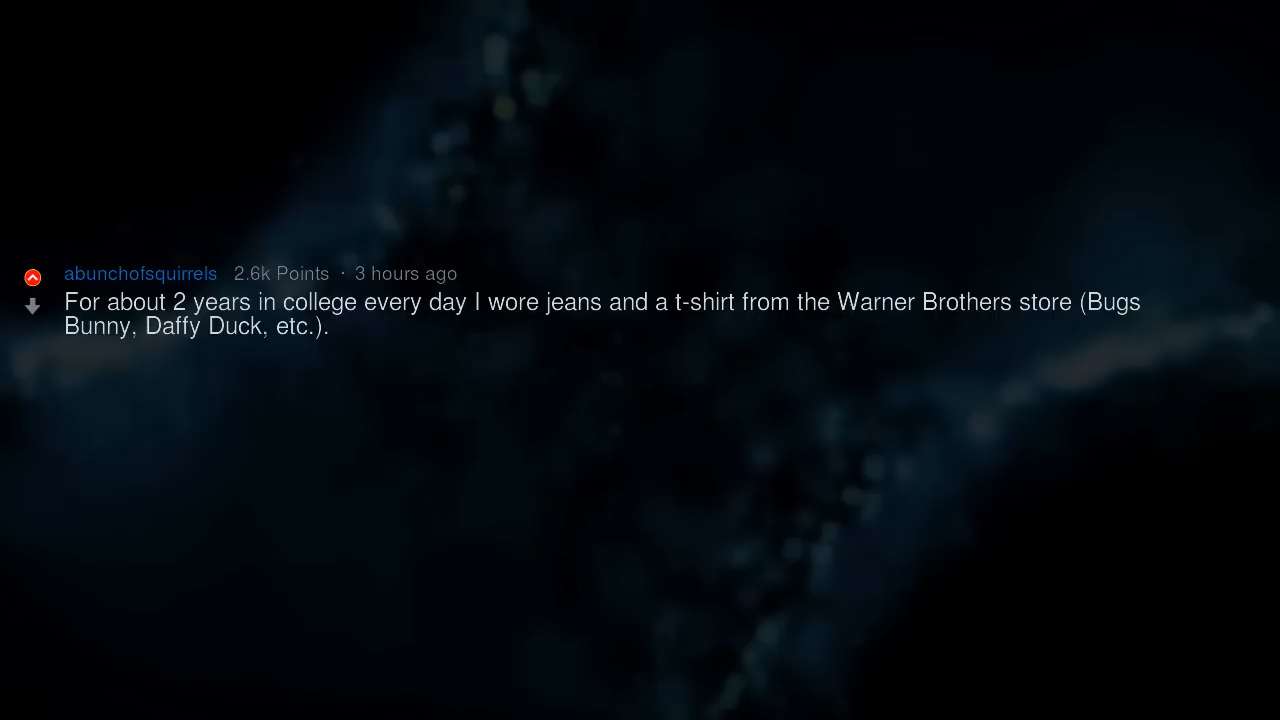 abunchofsquirrels 2.6k Points · 3 hours ago
For about 2 years in college every day I wore jeans and a t-shirt from the Warner Brothers store (Bugs
Bunny, Daffy Duck, etc.).